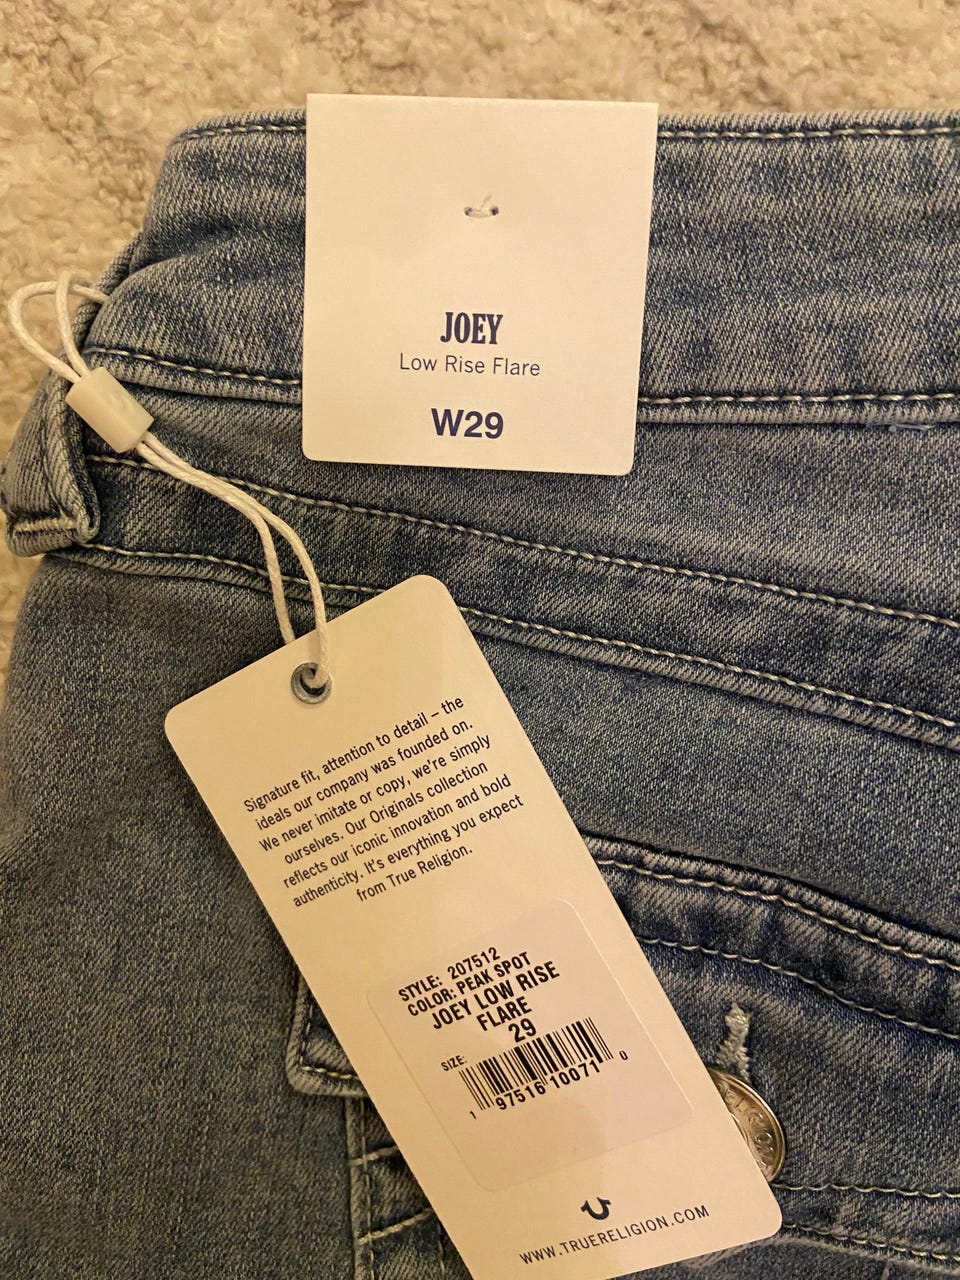 JOEY
Low Rise Flare
W29
Signature fit, attention to detail – the
ideals our company was founded on.
We never imitate or copy, we're simply
ourselves. Our Originals collection
reflects our iconic innovation and bold
authenticity. It's everything you expect
from True Religion.
STYLE: 207512
COLOR: PEAK SPOT
JOEY LOW RISE
FLARE
SIZE: 29
1 97516 10071 0
WWW.TRUERELIGION.COM